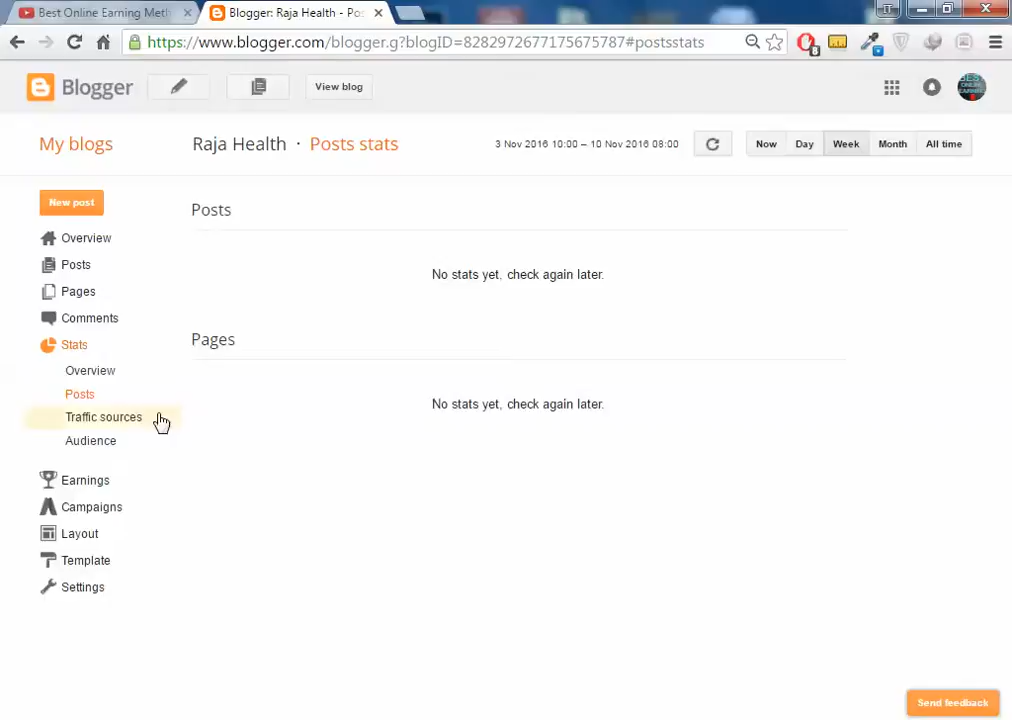 Best Online Earning Meth
Blogger: Raja Health - Pos
https://www.blogger.com/blogger.g?blogID=8282972677175675787#postsstats
Blogger
View blog
My blogs
Raja Health · Posts stats
3 Nov 2016 10:00 – 10 Nov 2016 08:00
Now
Day
Week
Month
All time
New post
Overview
Posts
Pages
Comments
Stats
Overview
Posts
Traffic sources
Audience
Earnings
Campaigns
Layout
Template
Settings
Posts
No stats yet, check again later.
Pages
No stats yet, check again later.
Send feedback